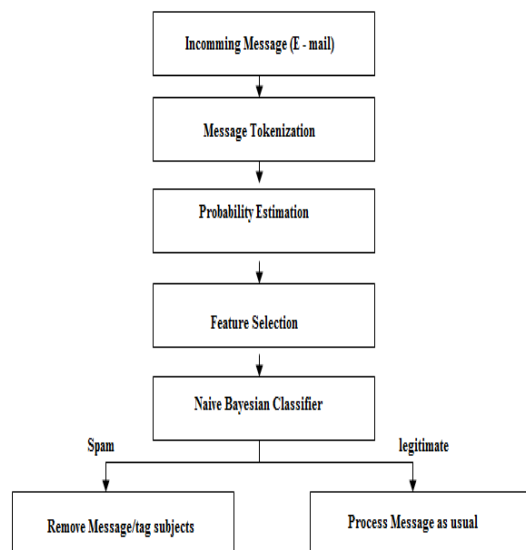 Incomming Message (E - mail)
Message Tokenization
Probability Estimation
Feature Selection
Naive Bayesian Classifier
Spam
legitimate
Remove Message/tag subjects
Process Message as usual